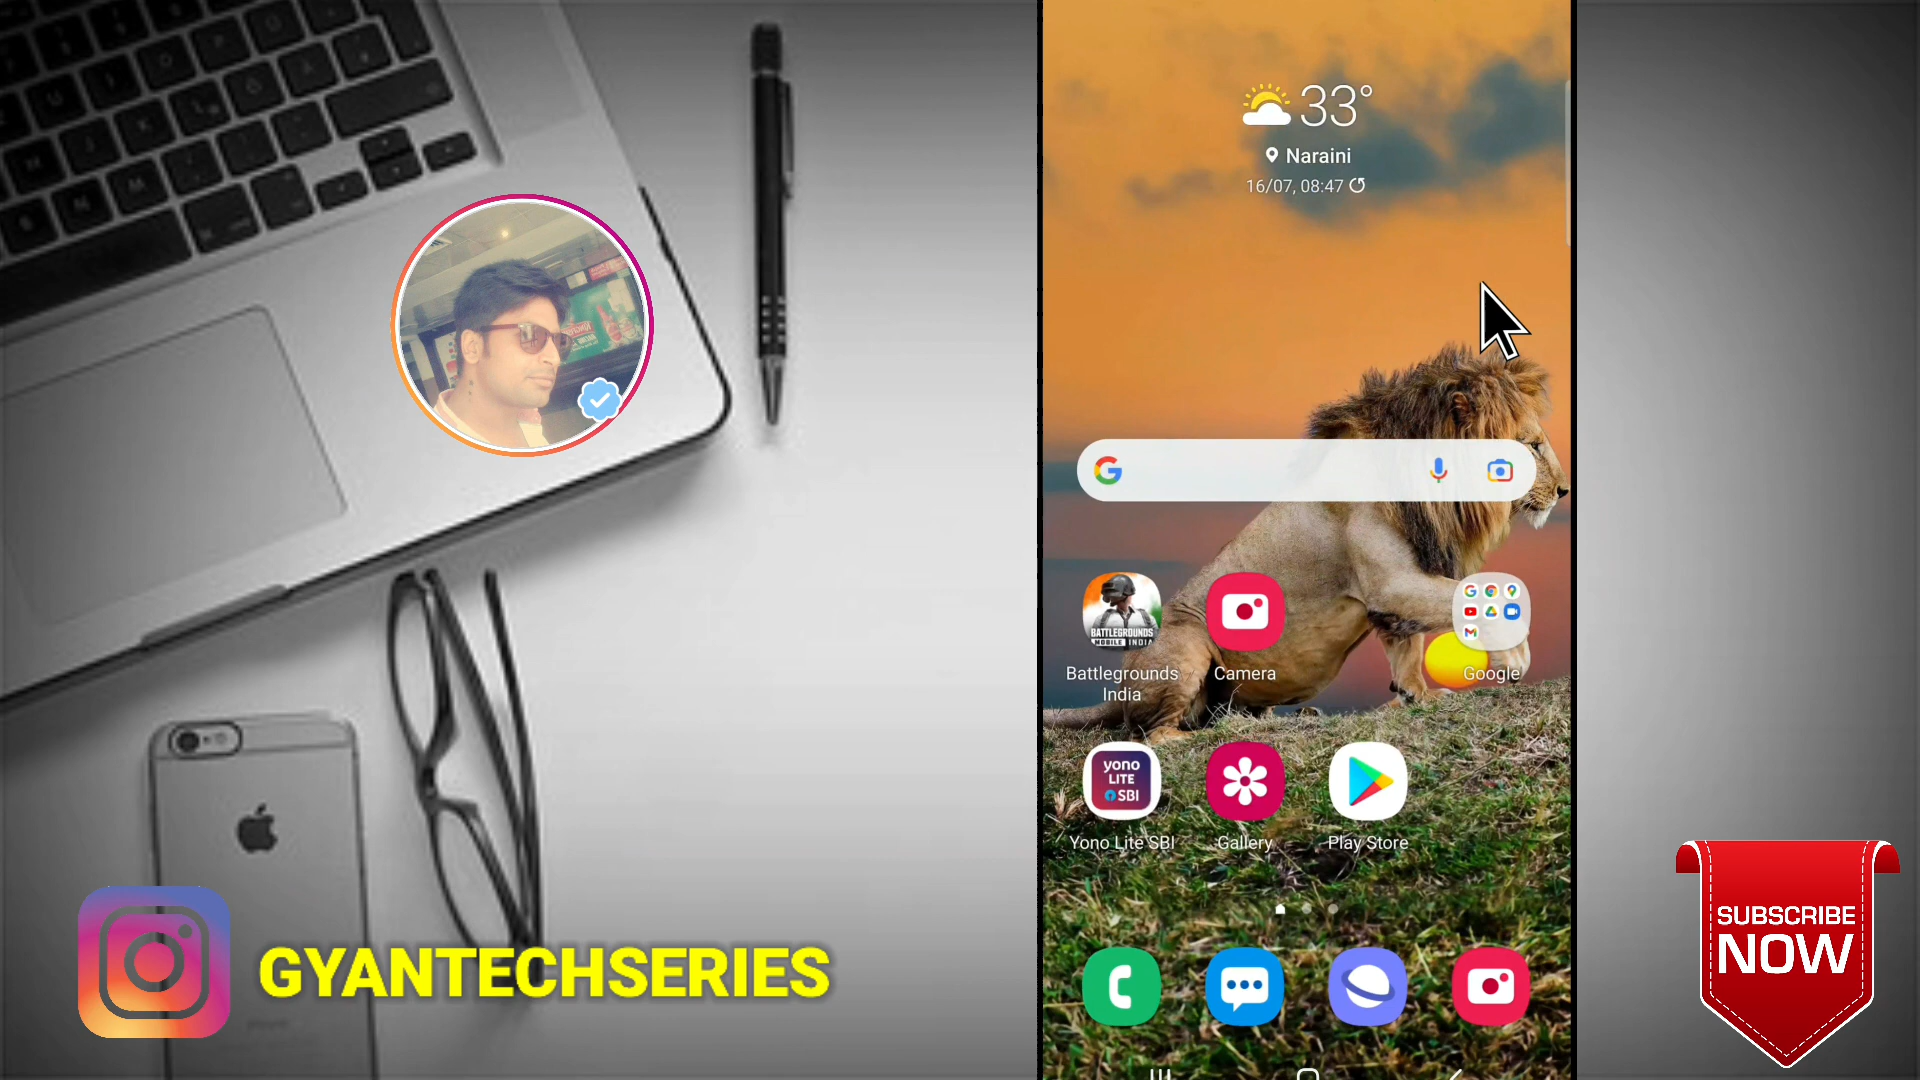 33°
Naraini
16/07, 08:47
BATTLEGROUNDS
MOBILE INDIA
Battlegrounds
India
Camera
Google
yono
LITE
SBI
Yono Lite SBI
Gallery
Play Store
GYANTECHSERIES
SUBSCRIBE
NOW